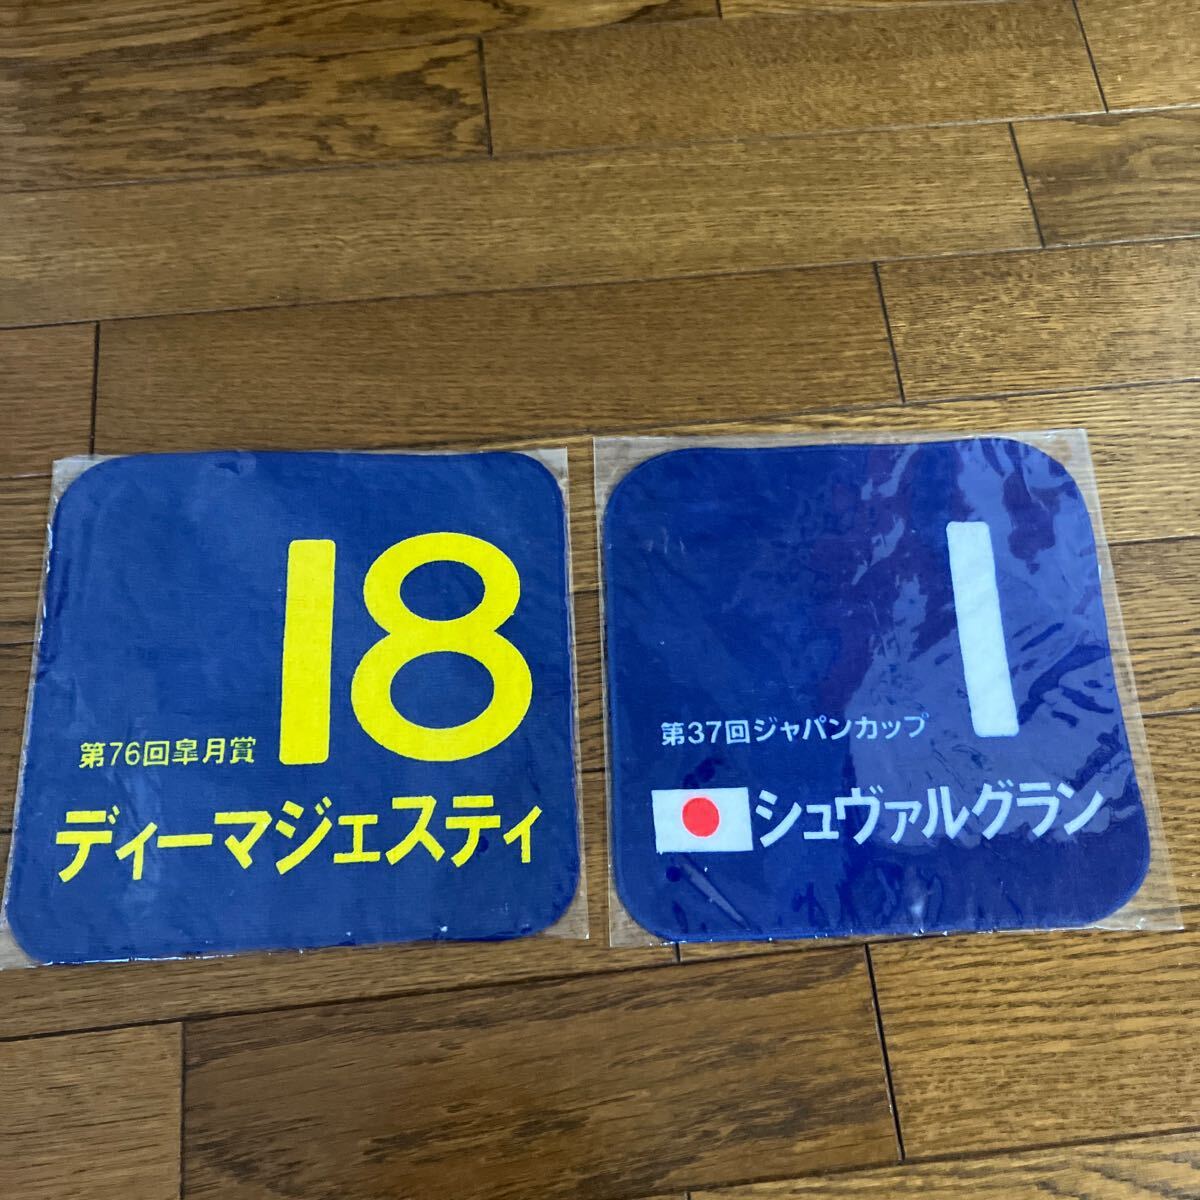 18
第76回皐月賞
ディーマジェスティ
1
第37回ジャパンカップ
シュヴァルグラン